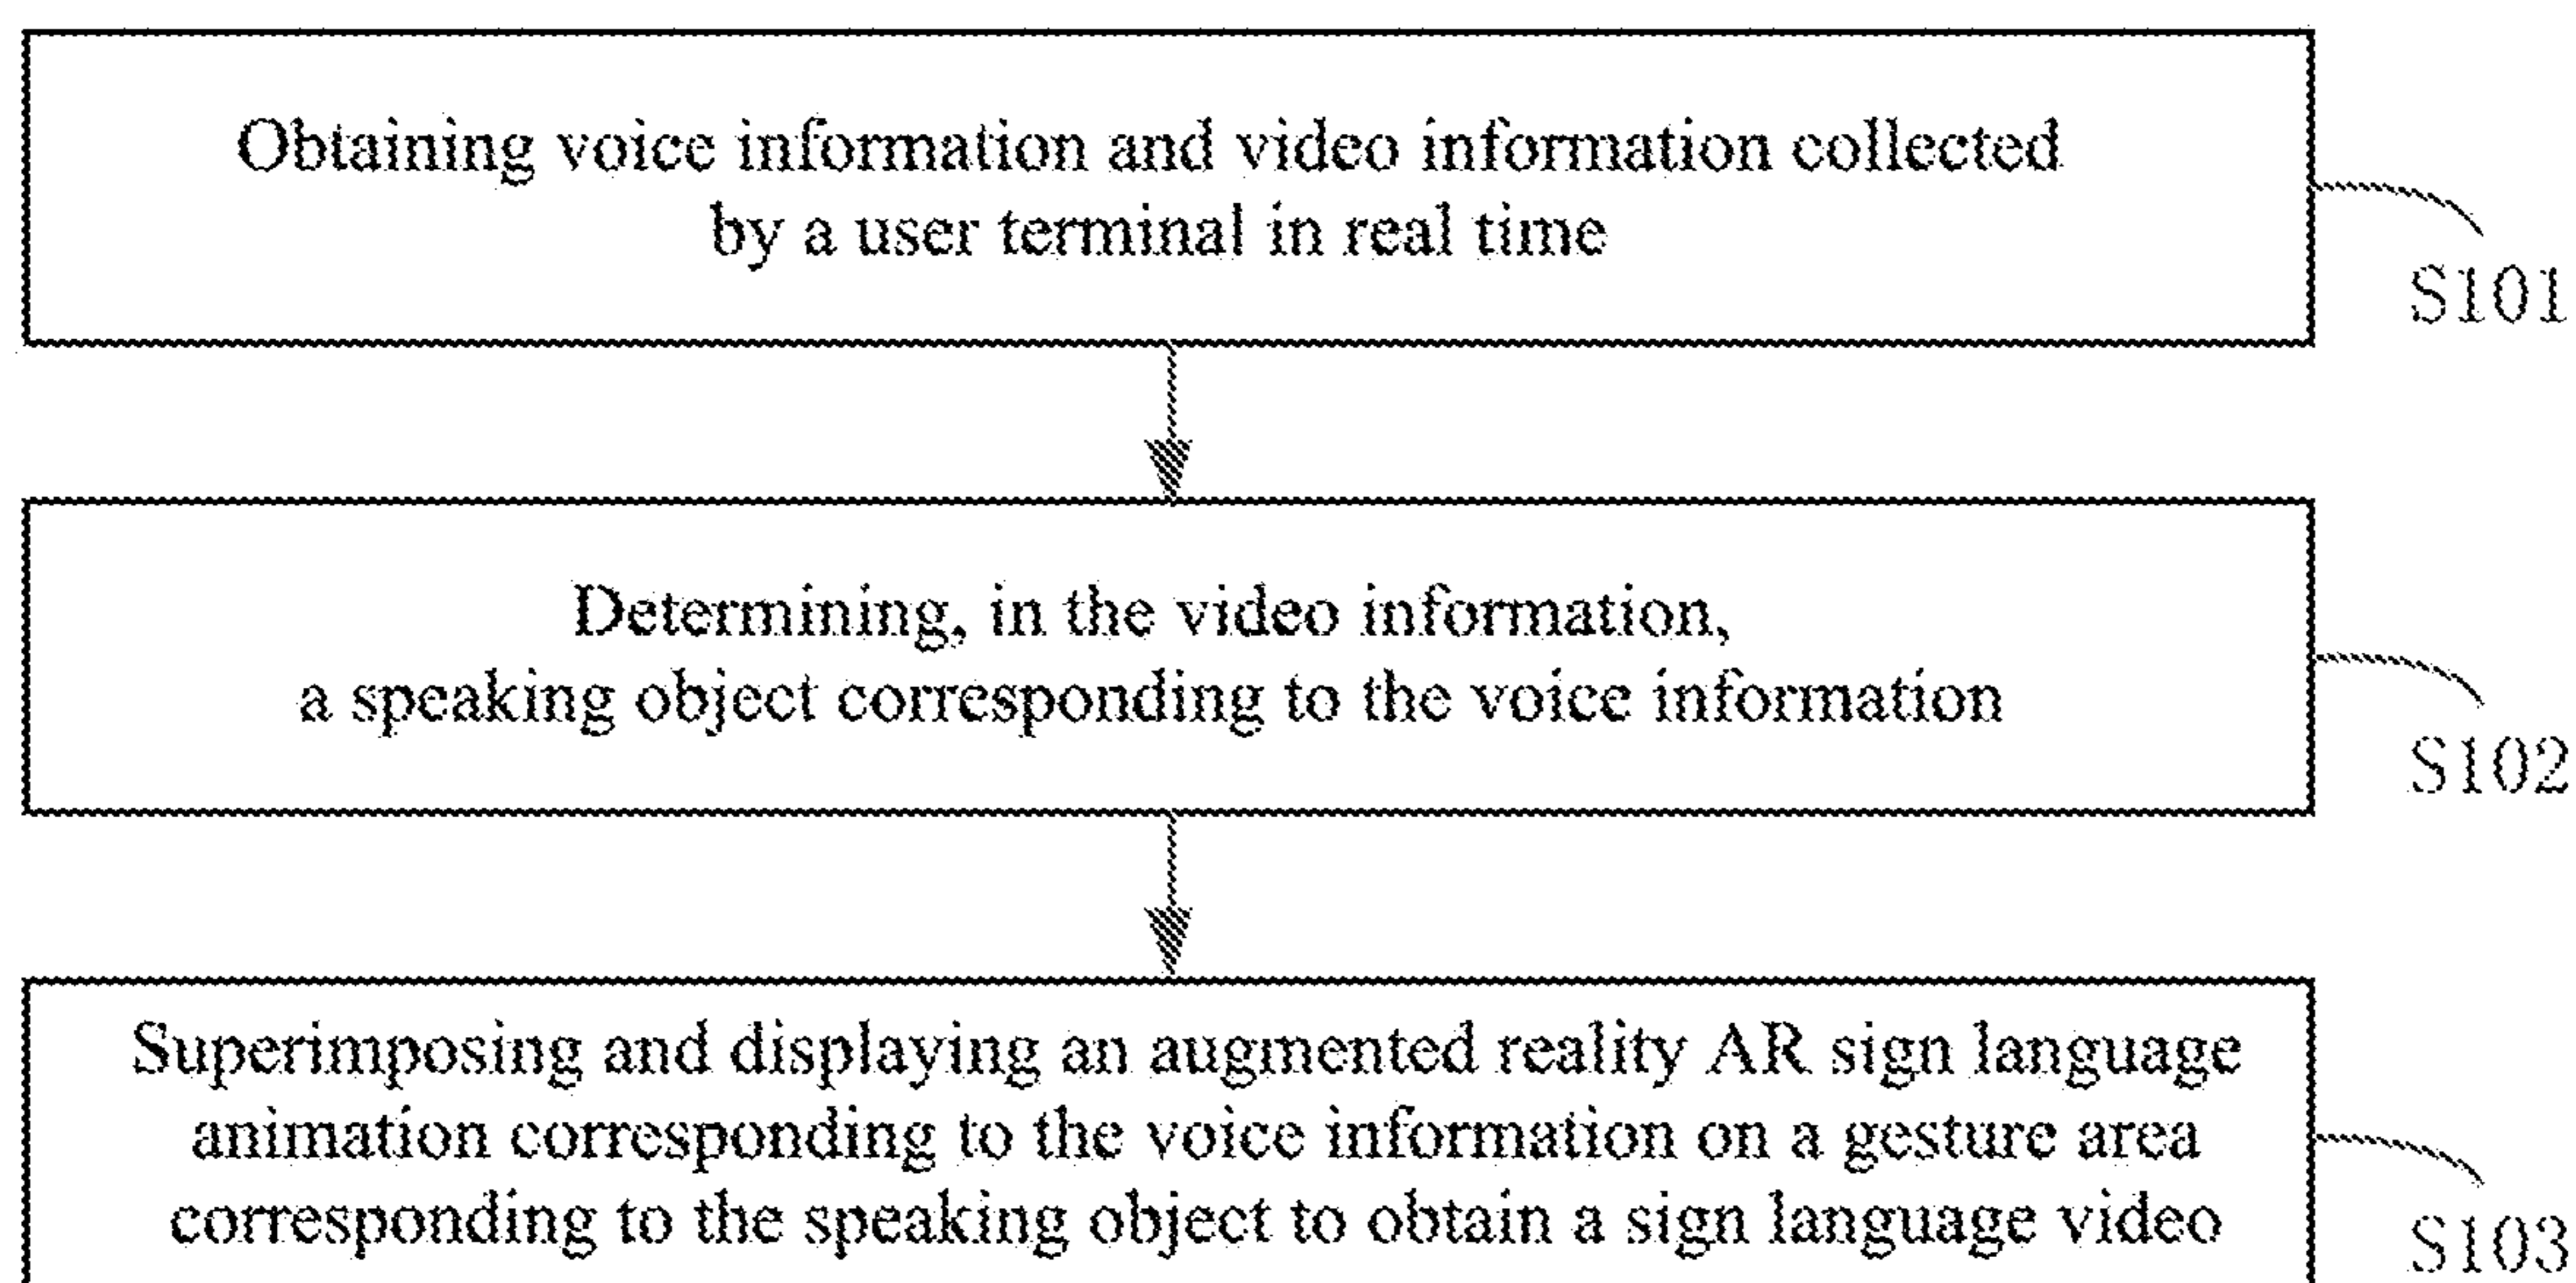 Obtaining voice information and video information collected
by a user terminal in real time
S101
Determining, in the video information,
a speaking object corresponding to the voice information
S102
Superimposing and displaying an augmented reality AR sign language
animation corresponding to the voice information on a gesture area
corresponding to the speaking object to obtain a sign language video
S103